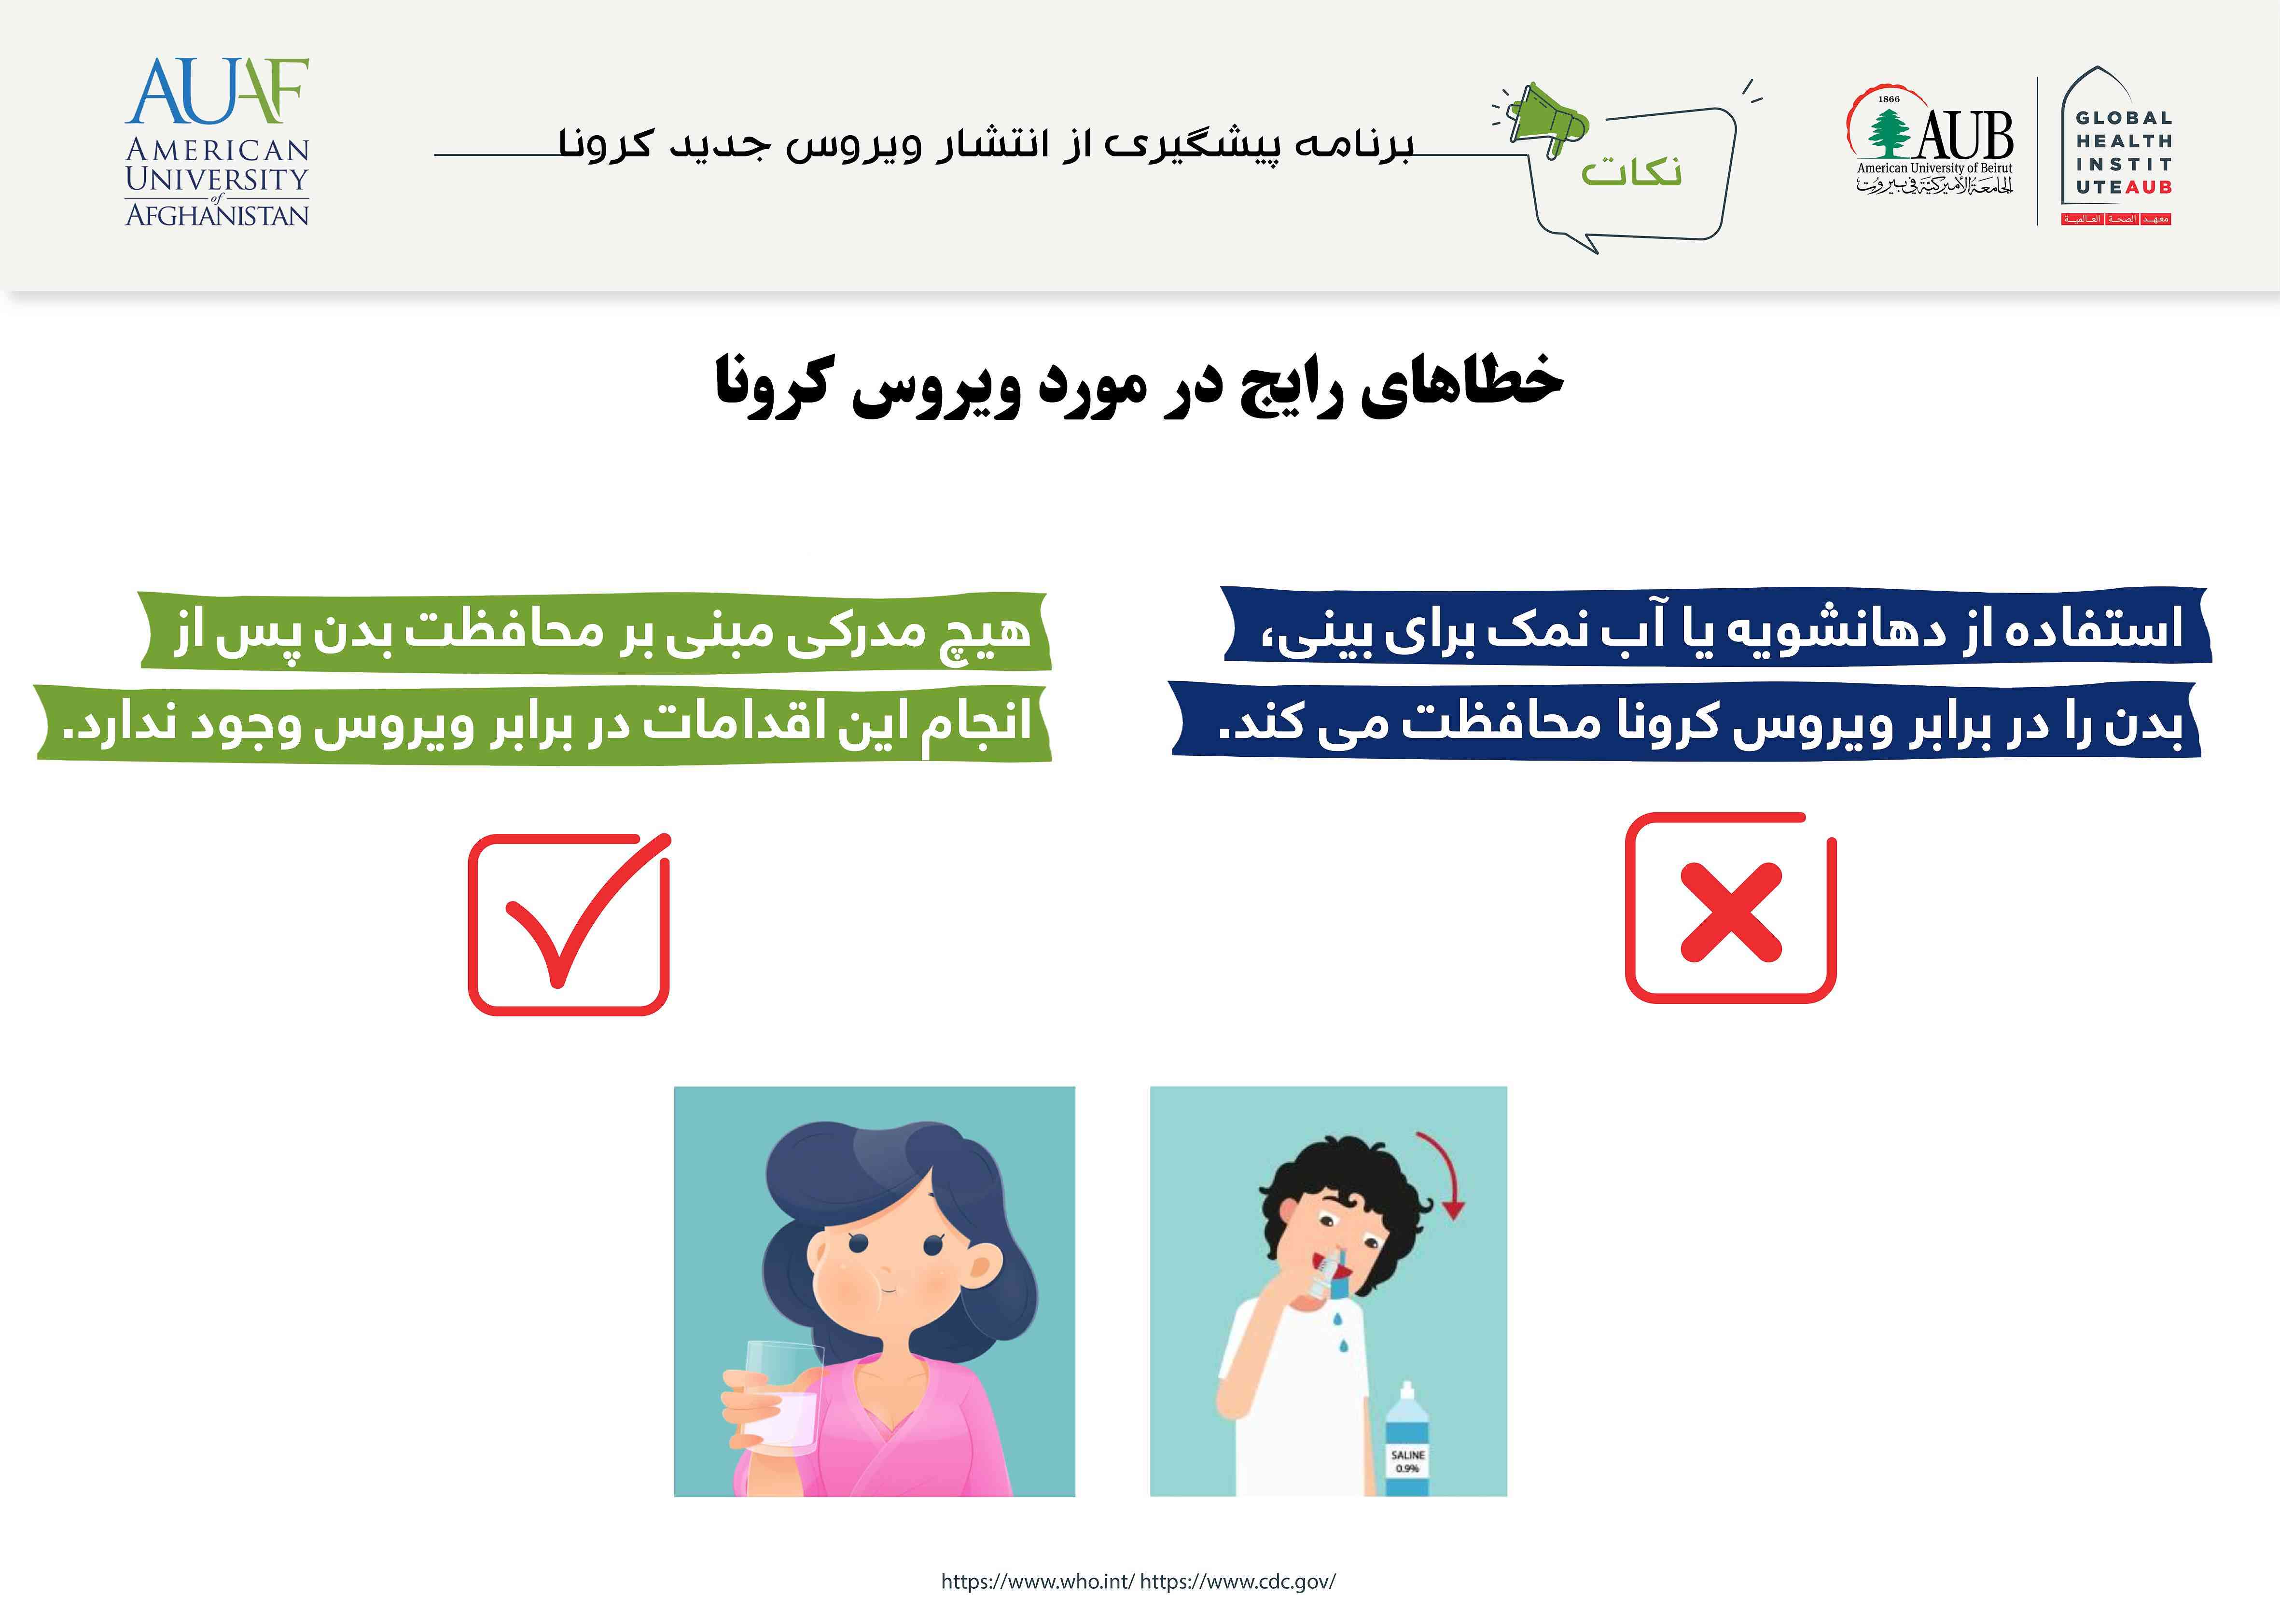 AUAF
AMERICAN
UNIVERSITY
of
AFGHANISTAN
برنامه پیشگیری از انتشار ویروس جدید کرونا
نکات
1866
AUB
American University of Beirut
الجامعة الأميركية في بيروت
GLOBAL
HEALTH
INSTIT
UTEAUB
معهد الصحة العالمية
خطاهای رایج در مورد ویروس کرونا
استفاده از دهانشویه یا آب نمک برای بینی،
بدن را در برابر ویروس کرونا محافظت می کند.
هیچ مدرکی مبنی بر محافظت بدن پس از
انجام این اقدامات در برابر ویروس وجود ندارد.
SALINE
0.9%
https://www.who.int/ https://www.cdc.gov/